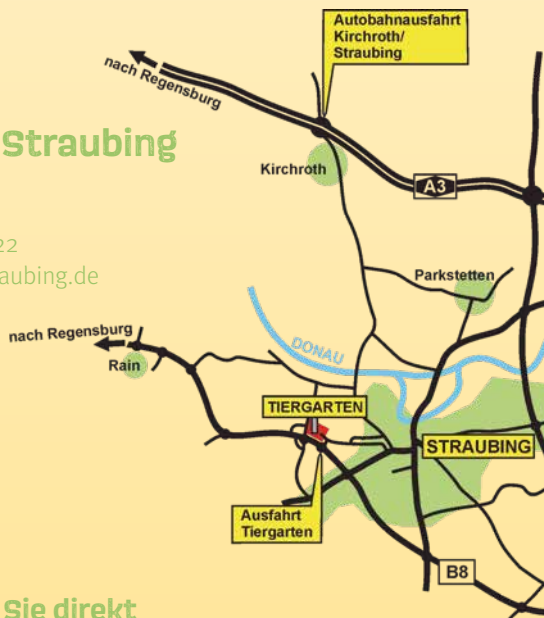 Autobahnausfahrt
Kirchroth/
Straubing
nach Regensburg
Straubing
Kirchroth
A3
22
aubing.de
Parkstetten
nach Regensburg
Rain
DONAU
TIERGARTEN
STRAUBING
Ausfahrt
Tiergarten
B8
Sie direkt